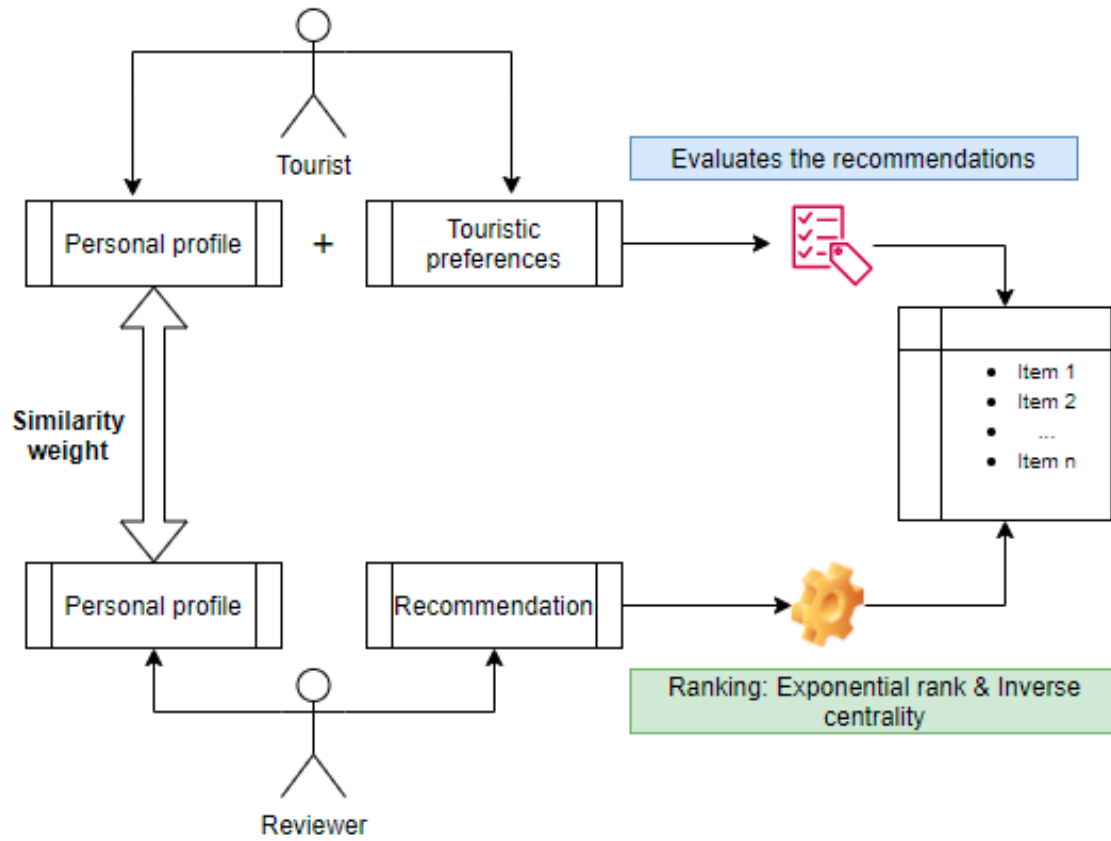 Tourist
Evaluates the recommendations
Personal profile
+
Touristic
preferences
Item 1
Item 2
...
Item n
Similarity
weight
Personal profile
Recommendation
Ranking: Exponential rank & Inverse
centrality
Reviewer